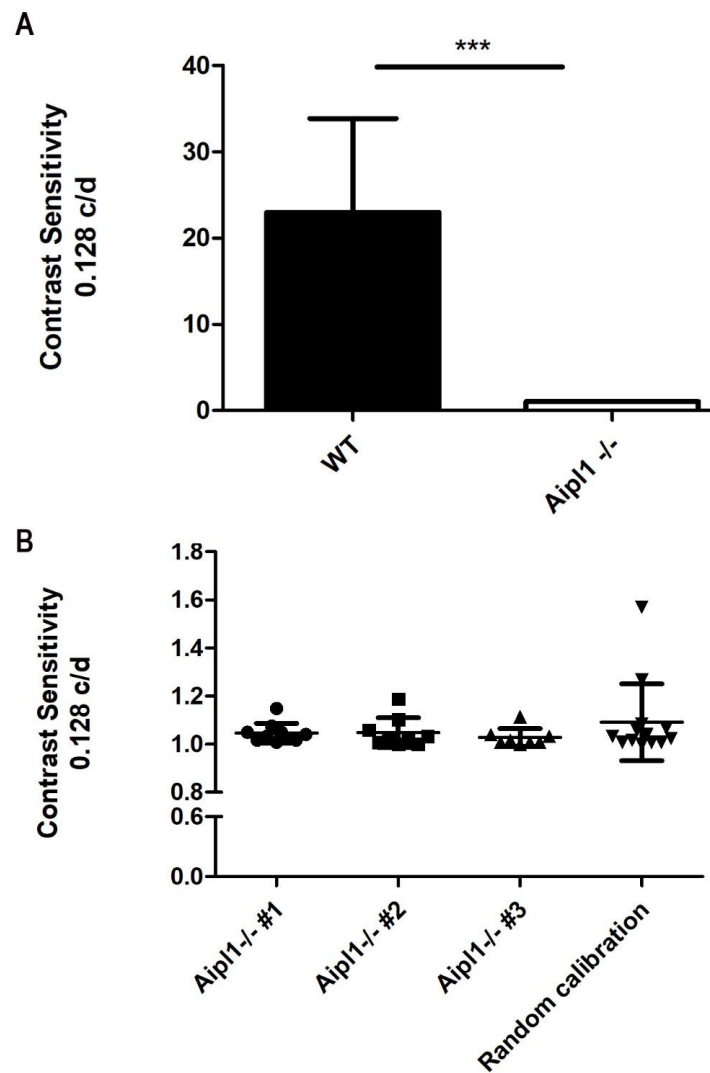 A
Contrast Sensitivity
0.128 c/d
***
40
30
20
10
0
WT
Aipl1 -/-
B
Contrast Sensitivity
0.128 c/d
1.8
1.6
1.4
1.2
1.0
0.8
0.6
0.0
Aipl1-/- #1
Aipl1-/- #2
Aipl1-/- #3
Random calibration